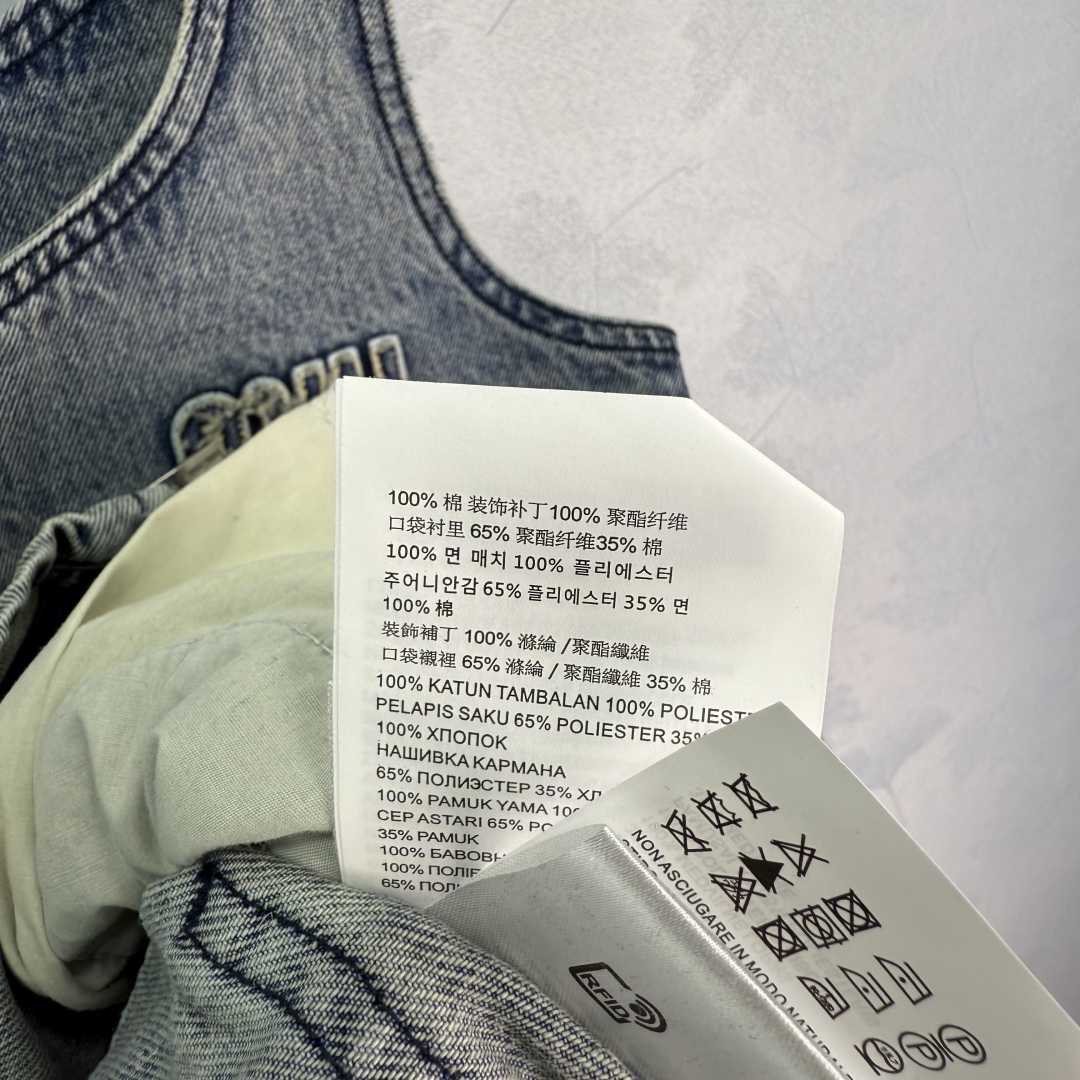 100% 棉 装饰补丁100% 聚酯纤维
口袋衬里 65% 聚酯纤维35% 棉
100% 면 매치 100% 플리에스터
주어니안감 65% 플리에스터 35% 면
100% 棉
裝飾補丁 100% 滌綸 /聚酯纖維
口袋襯裡 65% 滌綸 / 聚酯纖維 35% 棉
100% KATUN TAMBALAN 100%
PELAPIS SAKU 65% POLIESTER 35%
100% ХПОПОК
НАШИВКА КАРМАНА
65% ПОЛИЭСТЕР 35%
100% PAMUK YAMA
CEP ASTARI 65%
35% PAMUK
100%
100%
65%
NON ASCIUGARE IN MODO
RFID